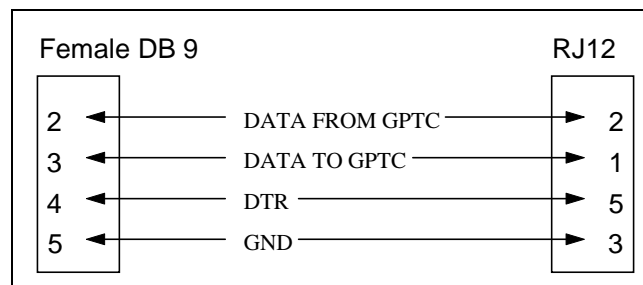 Female DB 9 RJ12
2 DATA FROM GPTC 2
3 DATA TO GPTC 1
4 DTR 5
5 GND 3